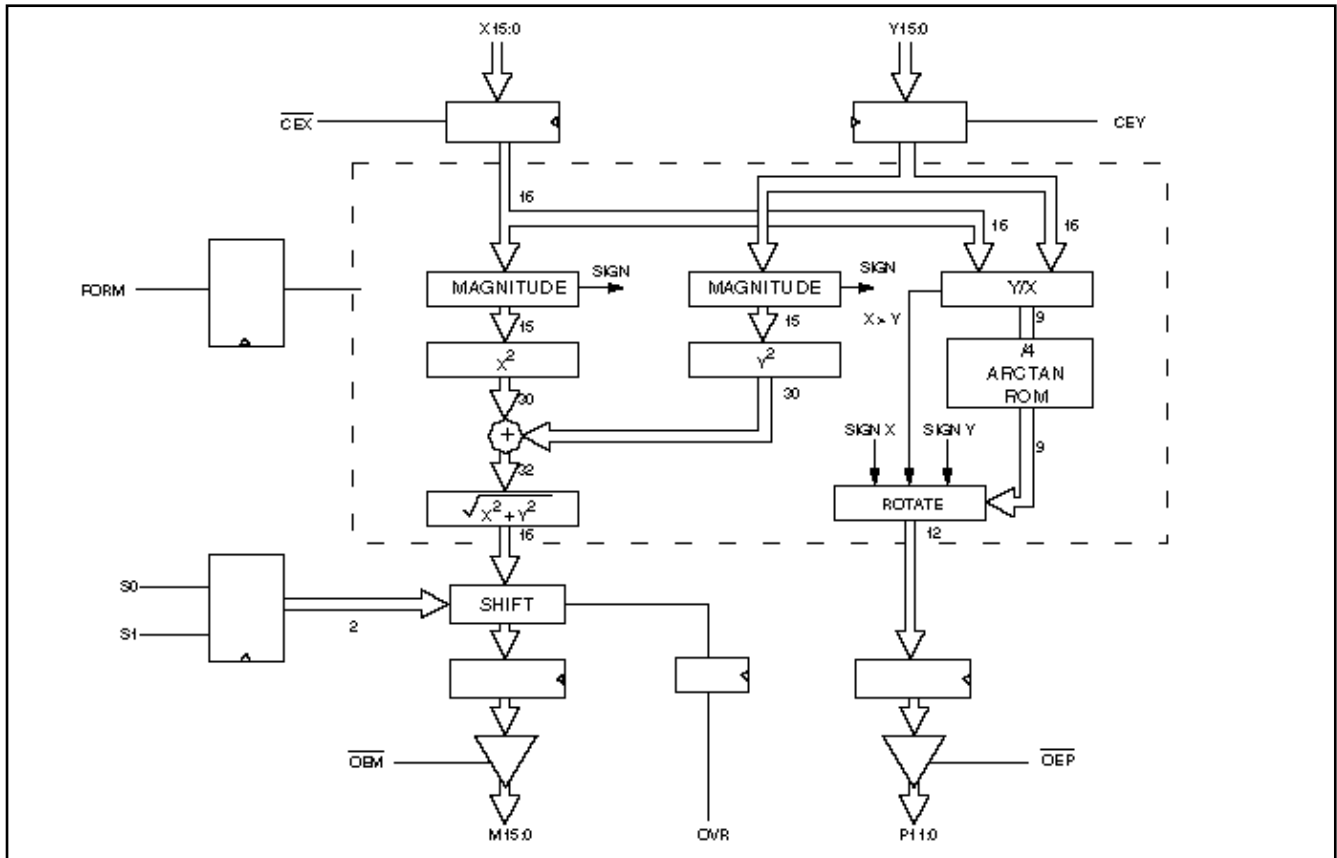 X15:0 Y15:0
CEX CEY
16 16 16
FORM MAGNITUDE SIGN MAGNITUDE SIGN Y/X
15 15 X > Y 9
X² Y² /4
ARCTAN
ROM
30 30
+ SIGN X SIGN Y 9
32
√X² + Y² ROTATE
16 12
S0 SHIFT
2
S1
OEM OEP
M15:0 OVR P11:0